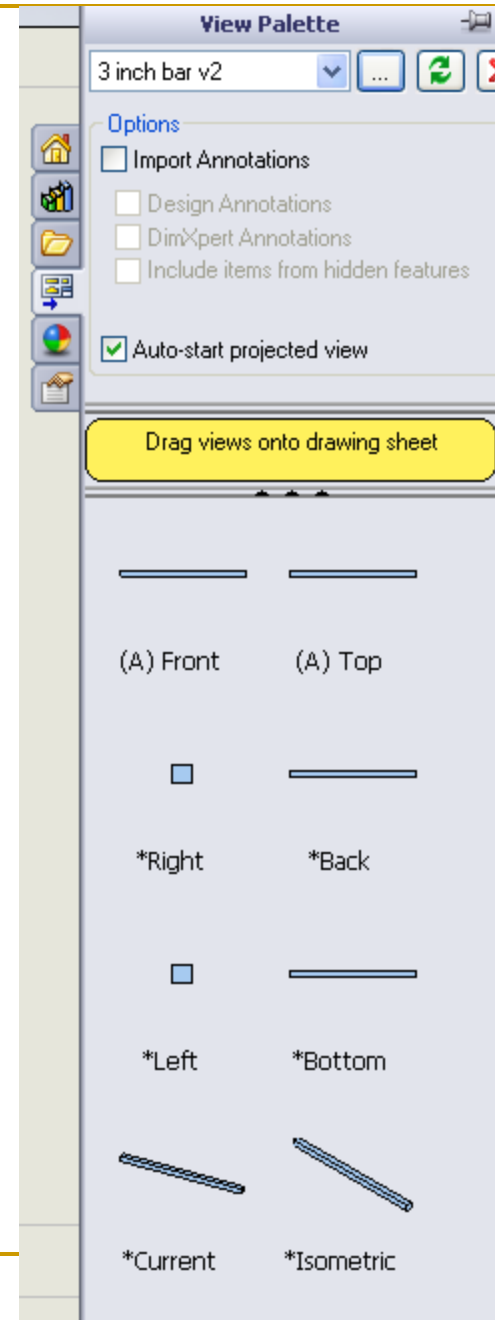 View Palette
3 inch bar v2
...
Options
Import Annotations
Design Annotations
DimXpert Annotations
Include items from hidden features
Auto-start projected view
Drag views onto drawing sheet
(A) Front (A) Top
*Right *Back
*Left *Bottom
*Current *Isometric